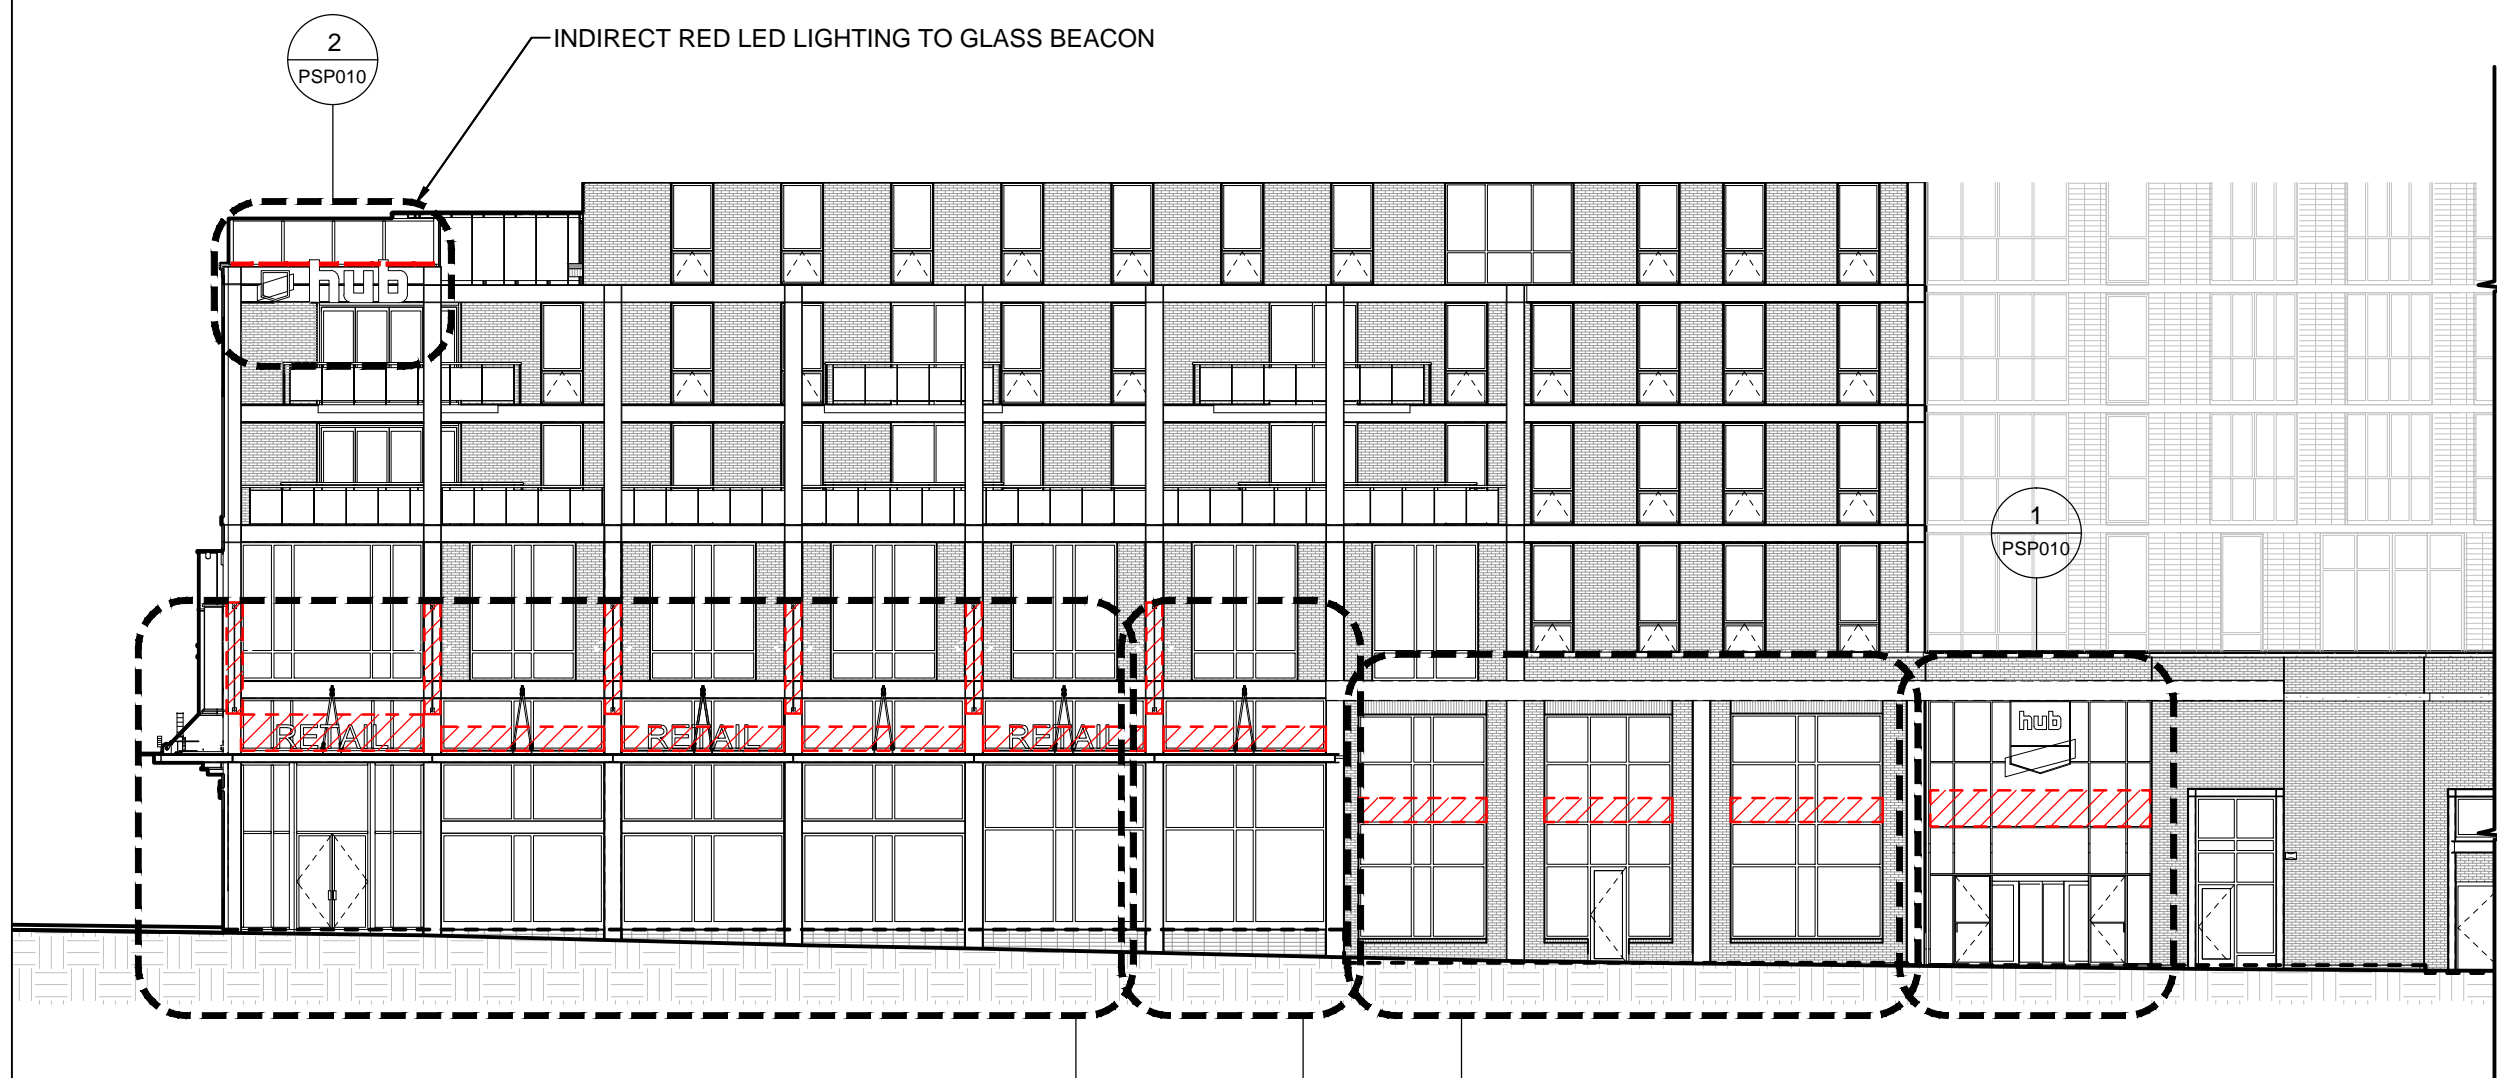 2
PSP010
INDIRECT RED LED LIGHTING TO GLASS BEACON
hub
1
PSP010
RETAIL
RETAIL
RETAIL
hub